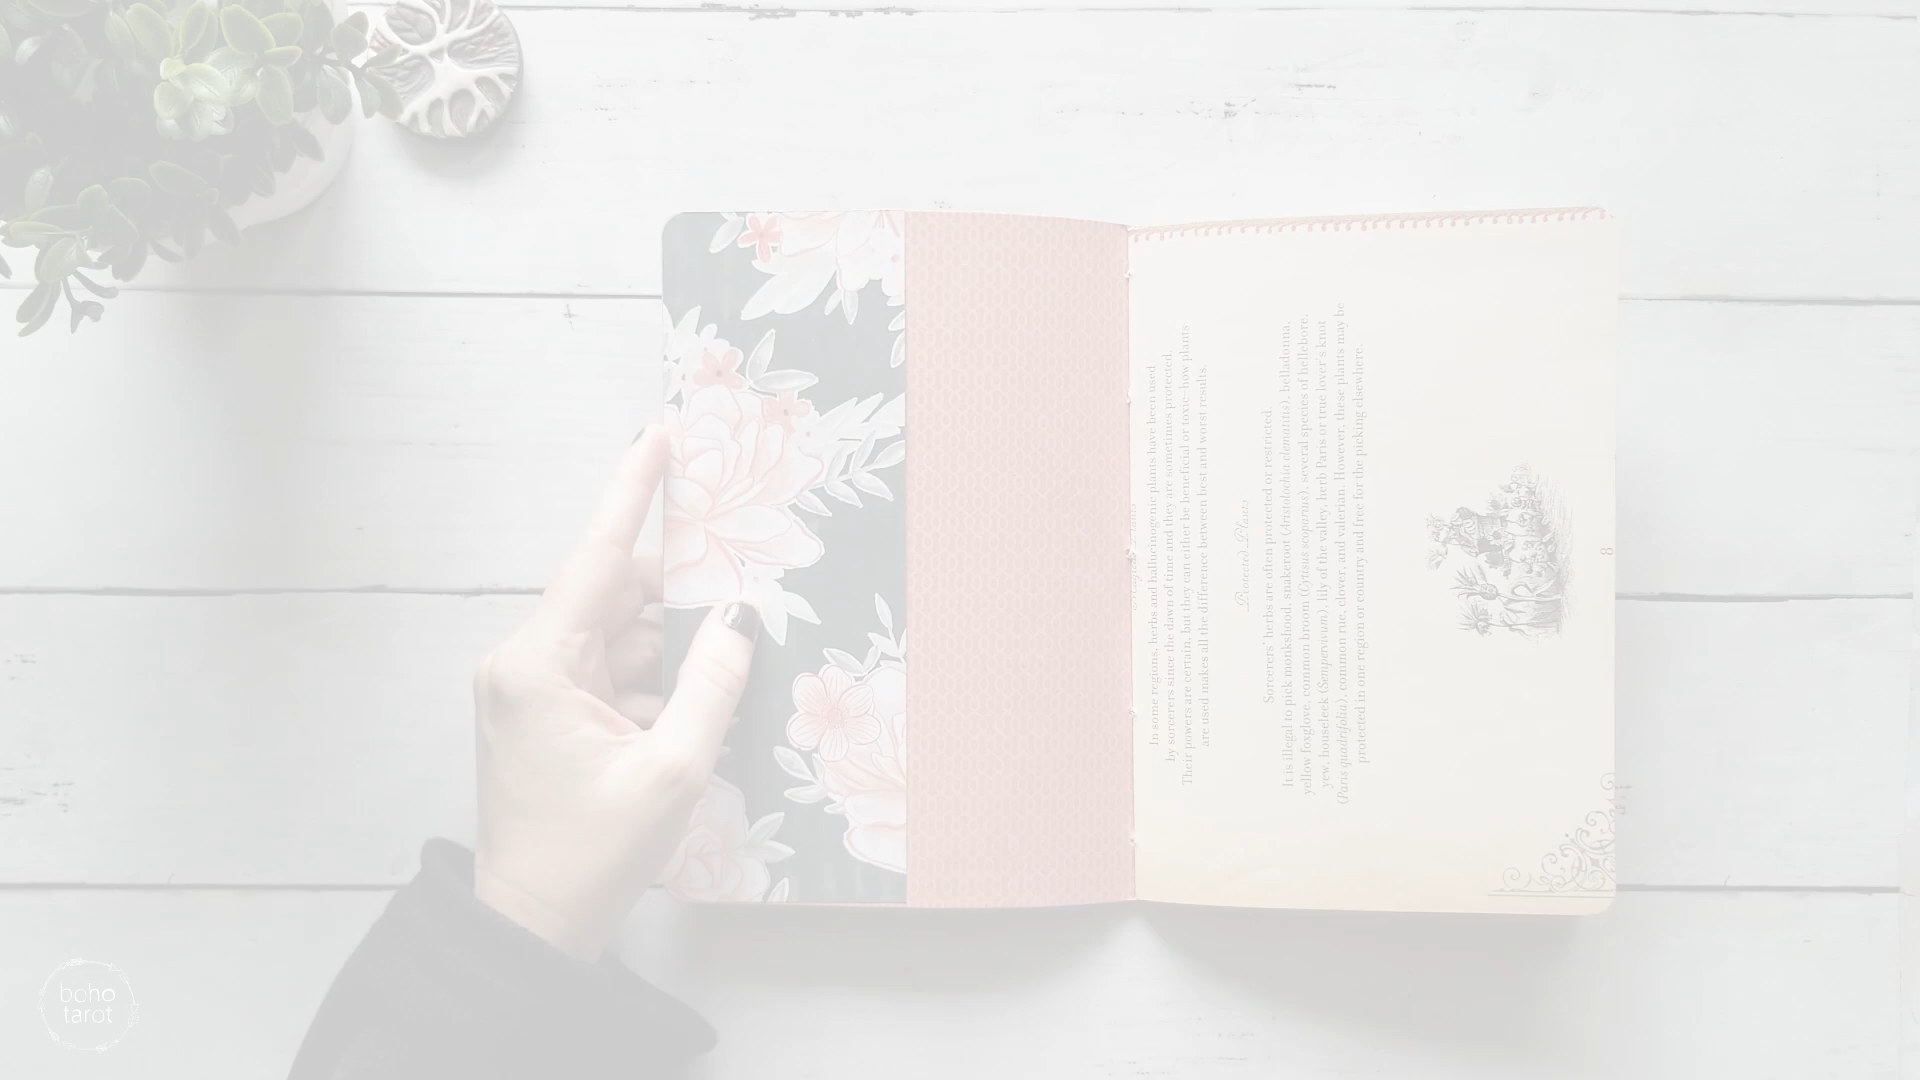 In some regions, herbs and hallucinogenic plants have been used
by sorcerers since the dawn of time and they are sometimes protected.
Their powers are certain, but they can either be beneficial or toxic–how plants
are used makes all the difference between best and worst results.
Protected Plants
Sorcerers' herbs are often protected or restricted.
It is illegal to pick monkshood, snakeroot (Aristolochia clematitis), belladonna,
yellow foxglove, common broom (Cytisus scoparius), several species of hellebore,
yew, houseleek (Sempervivum), lily of the valley, herb Paris or true lover's knot
(Paris quadrifolia), common rue, clover, and valerian. However, these plants may be
protected in one region or country and free for the picking elsewhere.
8
boho
tarot